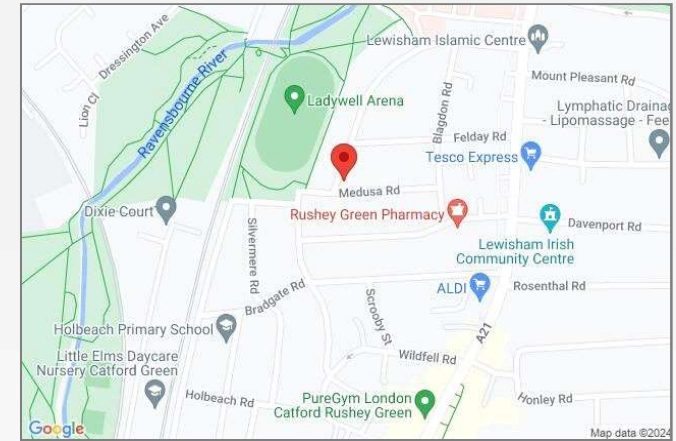 Lewisham Islamic Centre
Dressington Ave
Mount Pleasant Rd
Lion Cl
Ravensbourne River
Ladywell Arena
Blagdon Rd
Lymphatic Drainag
- Lipomassage - Fee
Felday Rd
Tesco Express
Medusa Rd
Dixie Court
Rushey Green Pharmacy
Davenport Rd
Silvermere Rd
Lewisham Irish
Community Centre
Bradgate Rd
ALDI
Rosenthal Rd
Scrooby St
A21
Holbeach Primary School
Little Elms Daycare
Nursery Catford Green
Wildfell Rd
Holbeach Rd
PureGym London
Catford Rushey Green
Honley Rd
Google
Map data ©2024